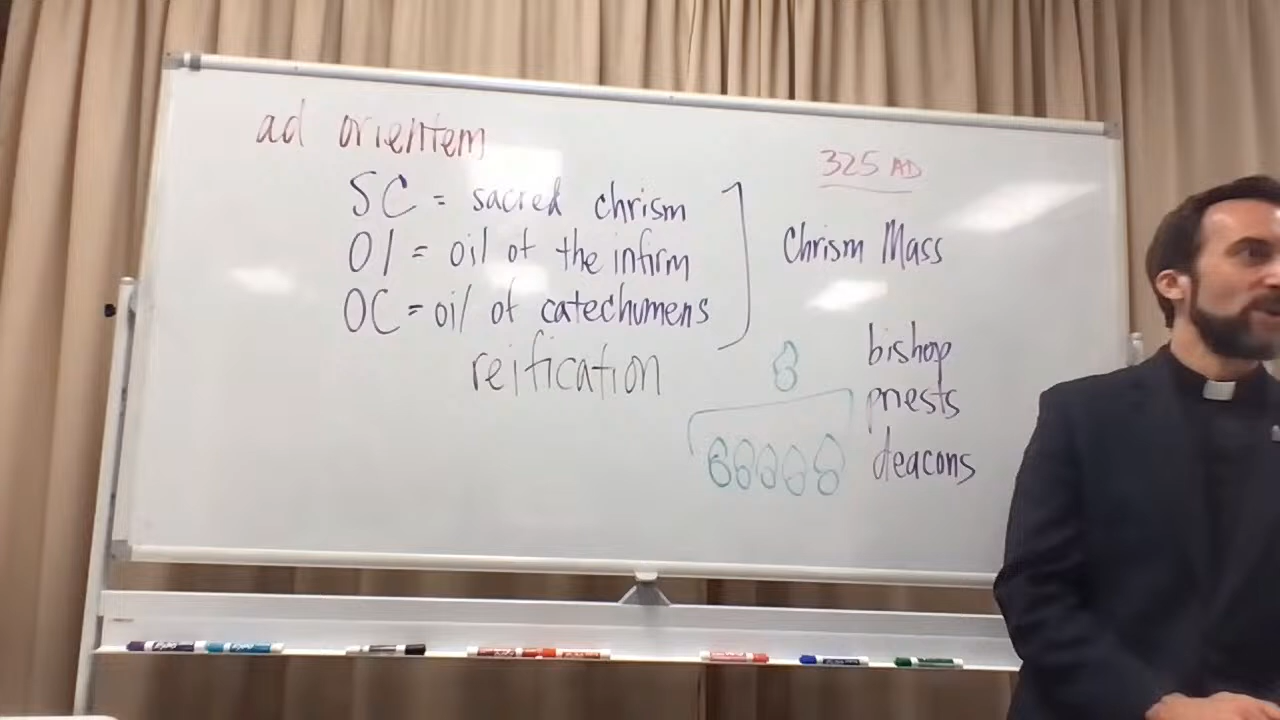 ad orientem
325 AD
SC = sacred chrism
OI = oil of the infirm
OC = oil of catechumens
Chrism Mass
reification
bishop
priests
deacons